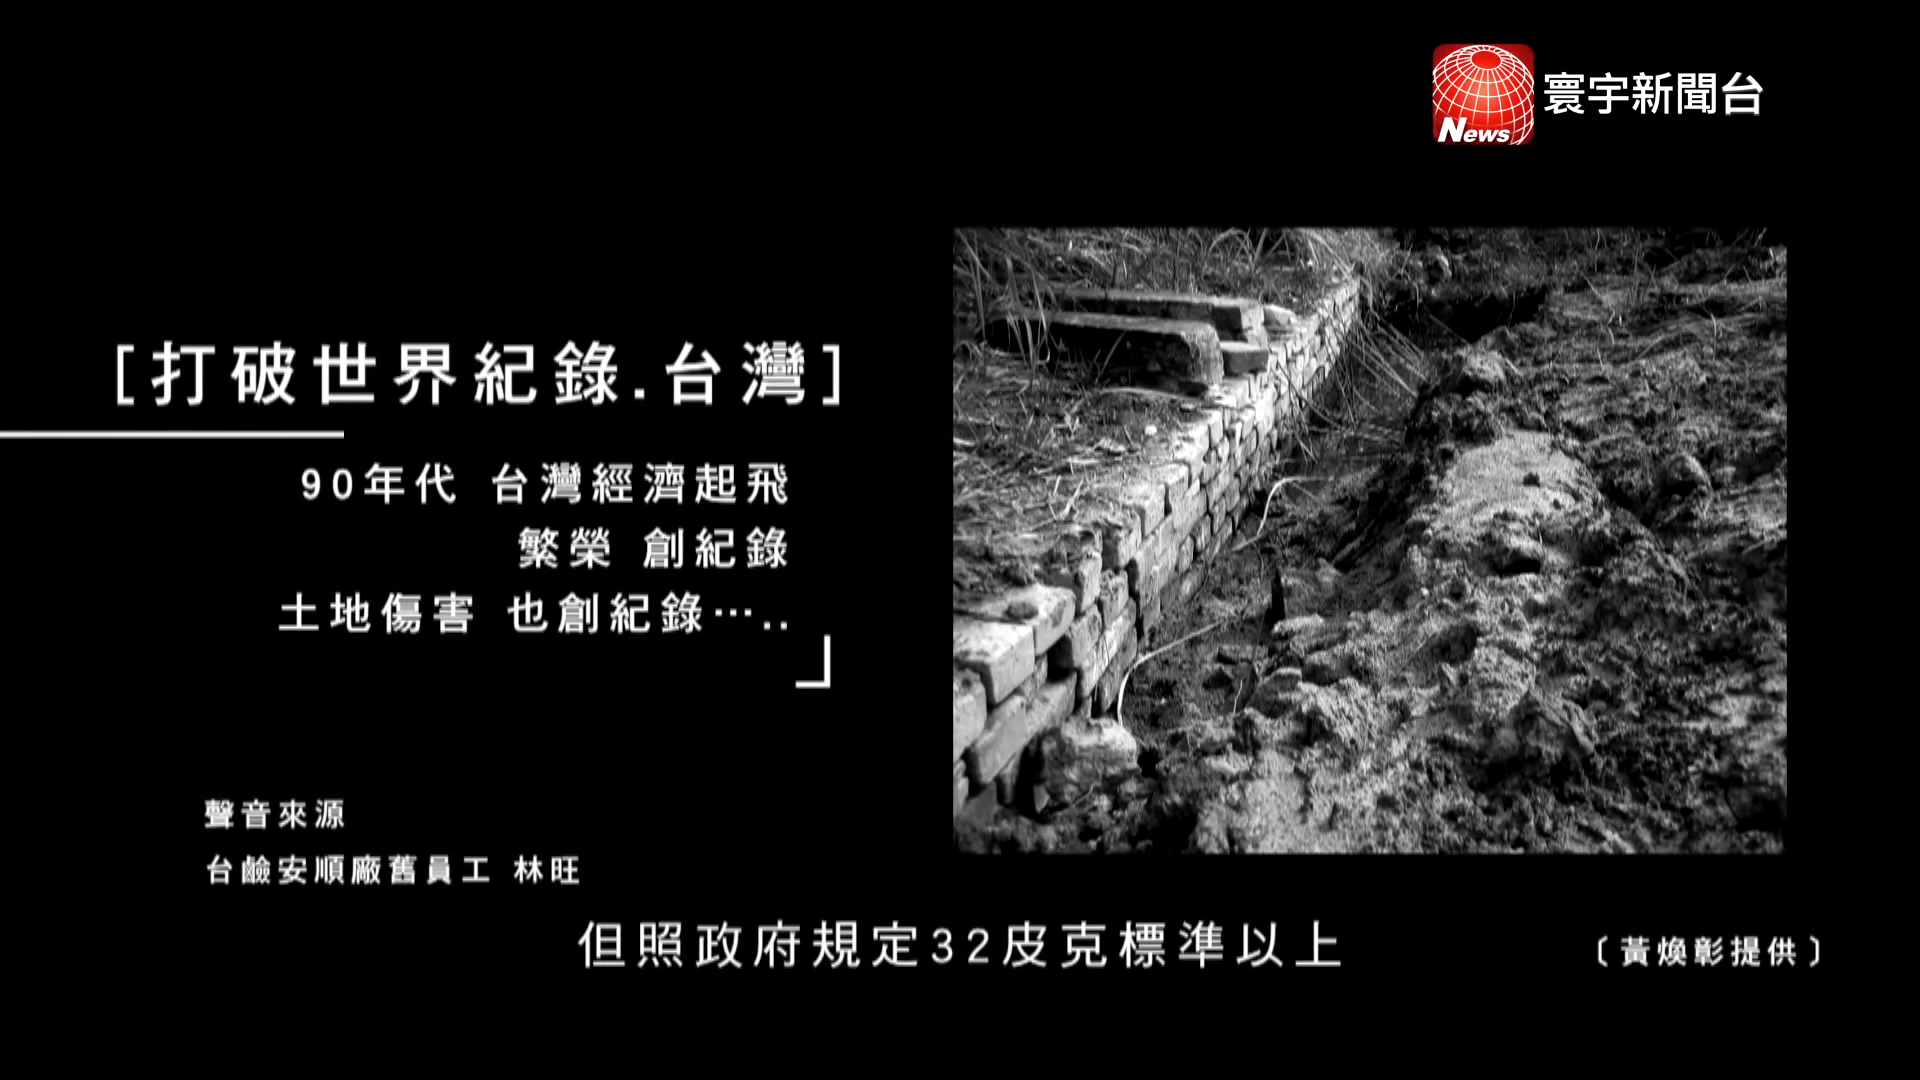 News
寰宇新聞台
[打破世界紀錄.台灣]
90年代 台灣經濟起飛
繁榮 創紀錄
土地傷害 也創紀錄…..
聲音來源
台鹼安順廠舊員工 林旺
但照政府規定32皮克標準以上
〔黃煥彰提供〕